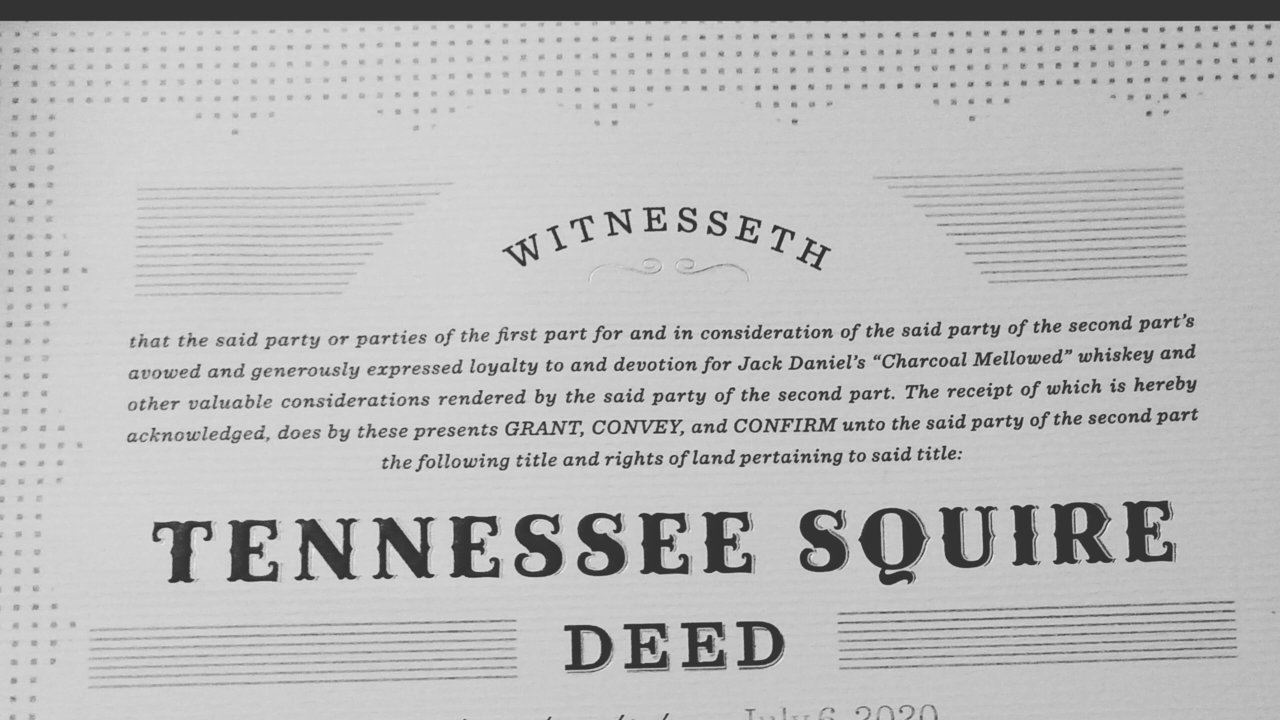 WITNESSETH
that the said party or parties of the first part for and in consideration of the said party of the second part’s
avowed and generously expressed loyalty to and devotion for Jack Daniel’s “Charcoal Mellowed” whiskey and
other valuable considerations rendered by the said party of the second part. The receipt of which is hereby
acknowledged, does by these presents GRANT, CONVEY, and CONFIRM unto the said party of the second part
the following title and rights of land pertaining to said title:
TENNESSEE SQUIRE
DEED
July 6, 2020